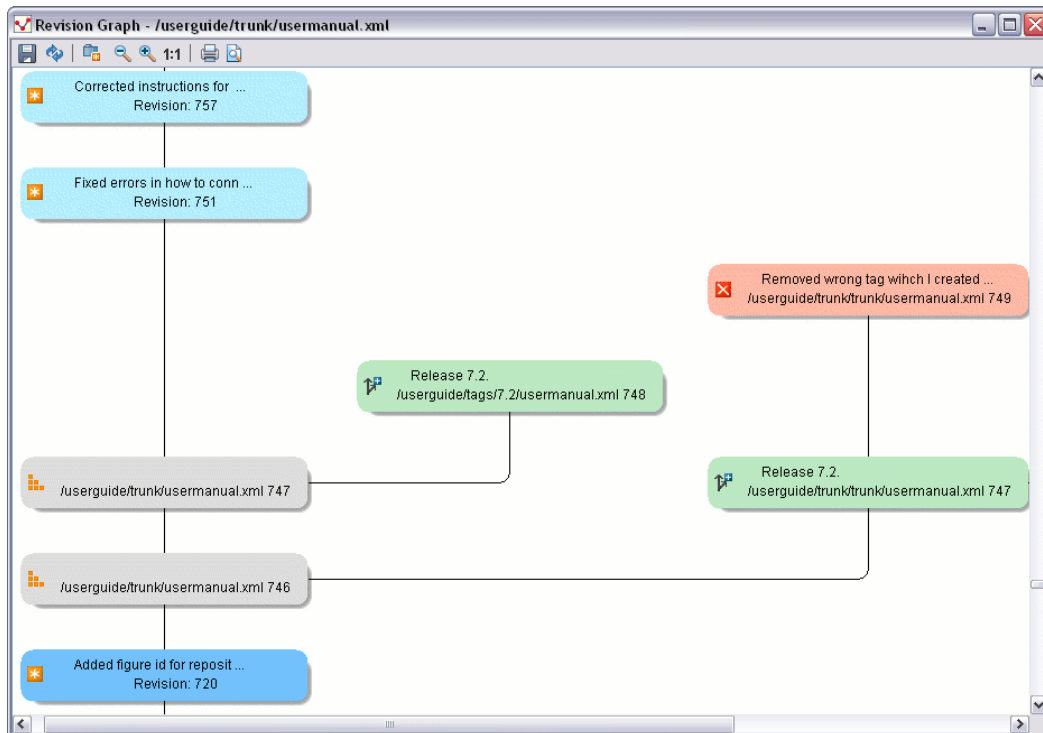 Revision Graph - /userguide/trunk/usermanual.xml
1:1
Corrected instructions for ...
Revision: 757
Fixed errors in how to conn ...
Revision: 751
Removed wrong tag wihch I created ...
/userguide/trunk/trunk/usermanual.xml 749
Release 7.2.
/userguide/tags/7.2/usermanual.xml 748
/userguide/trunk/usermanual.xml 747
Release 7.2.
/userguide/trunk/trunk/usermanual.xml 747
/userguide/trunk/usermanual.xml 746
Added figure id for reposit ...
Revision: 720